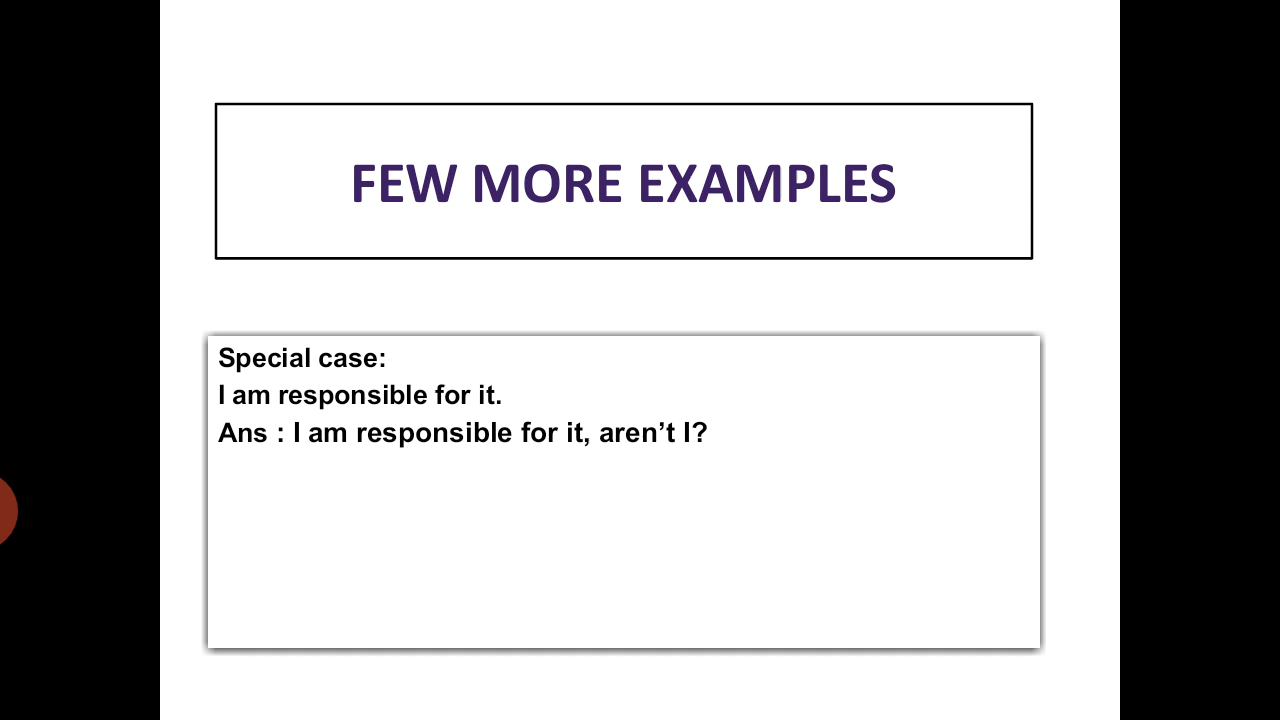 FEW MORE EXAMPLES
Special case:
I am responsible for it.
Ans : I am responsible for it, aren’t I?